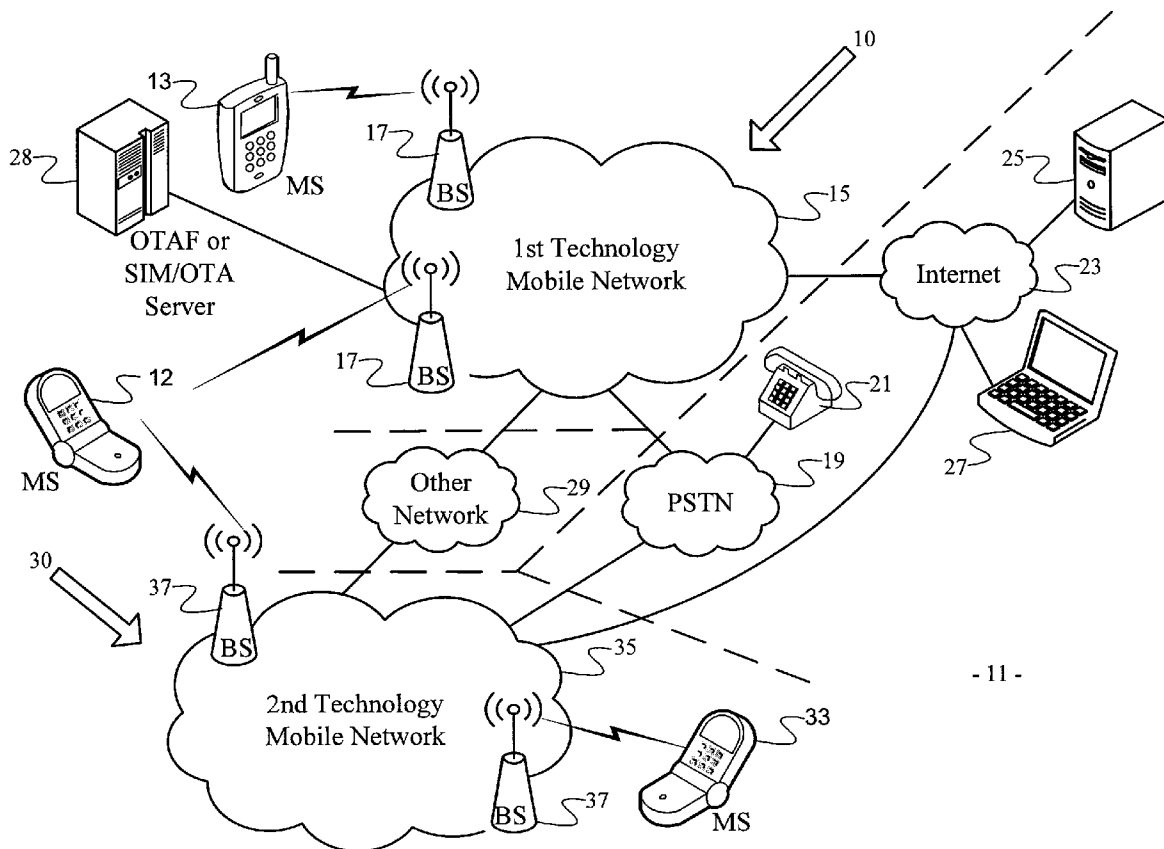 10
13
17
28
BS
MS
15
25
OTAF or
SIM/OTA
Server
1st Technology
Mobile Network
Internet
23
12
17
BS
21
MS
Other
Network
29
PSTN
19
27
30
37
BS
35
- 11 -
2nd Technology
Mobile Network
33
BS
37
MS